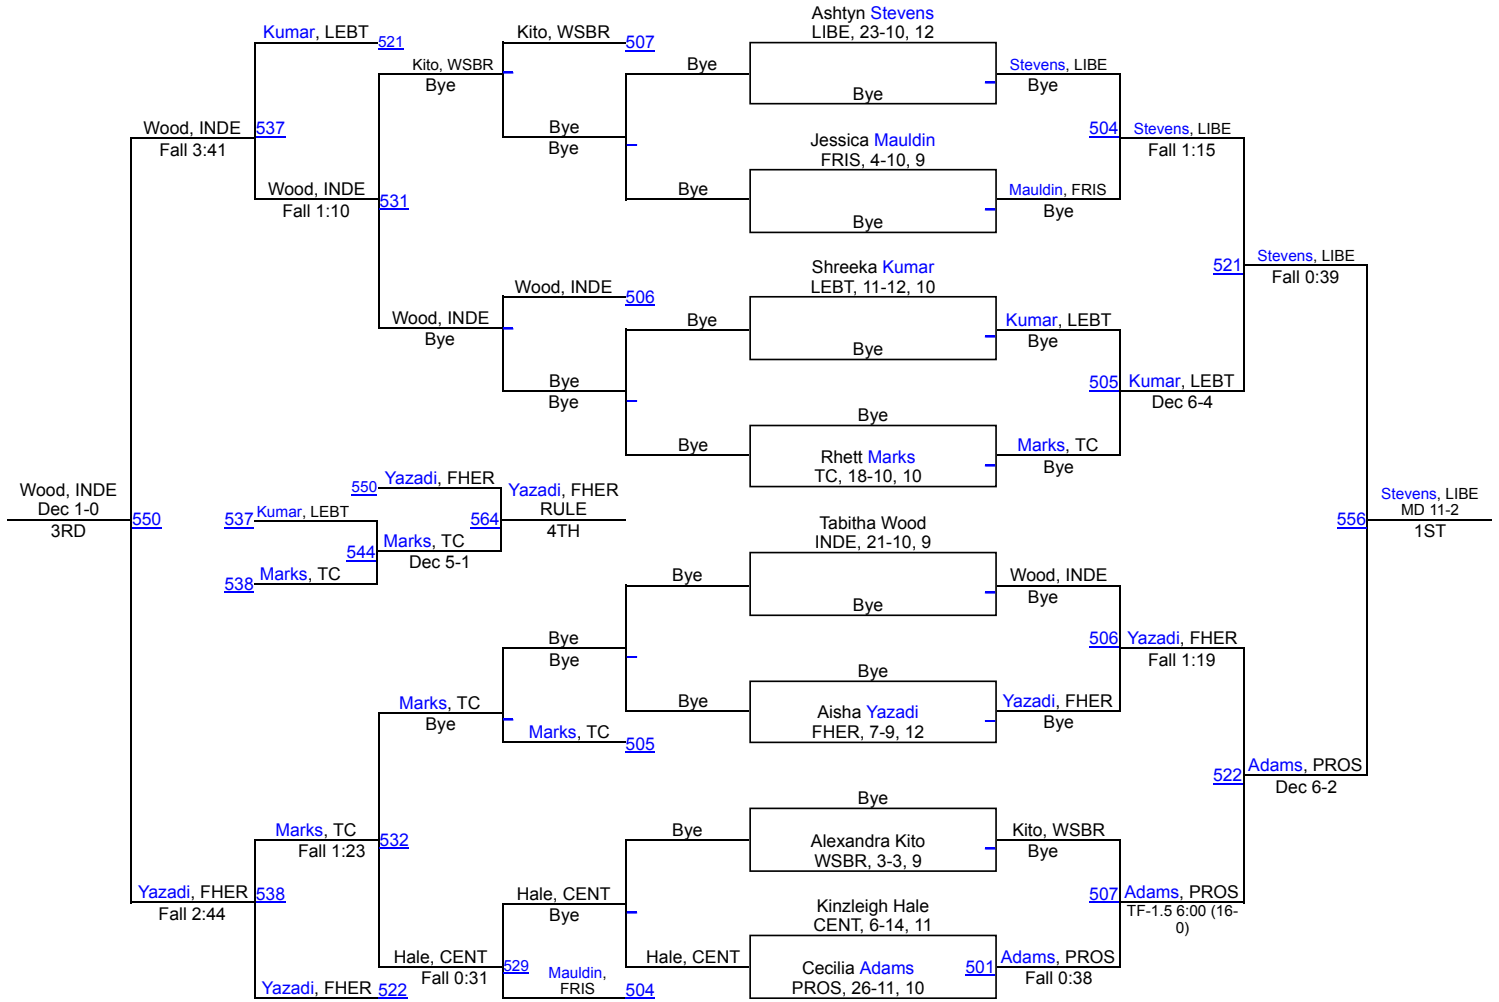 Ashtyn Stevens
LIBE, 23-10, 12
Bye
Jessica Mauldin
FRIS, 4-10, 9
Bye
Shreeka Kumar
LEBT, 11-12, 10
Bye
Bye
Rhett Marks
TC, 18-10, 10
Tabitha Wood
INDE, 21-10, 9
Bye
Bye
Aisha Yazadi
FHER, 7-9, 12
Bye
Alexandra Kito
WSBR, 3-3, 9
Kinzleigh Hale
CENT, 6-14, 11
Cecilia Adams
PROS, 26-11, 10
501
Stevens, LIBE
Bye
Mauldin, FRIS
Bye
Kumar, LEBT
Bye
Marks, TC
Bye
Wood, INDE
Bye
Yazadi, FHER
Bye
Kito, WSBR
Bye
Adams, PROS
Fall 0:38
504
Stevens, LIBE
Fall 1:15
505
Kumar, LEBT
Dec 6-4
506
Yazadi, FHER
Fall 1:19
507
Adams, PROS
TF-1.5 6:00 (16-
0)
521
Stevens, LIBE
Fall 0:39
522
Adams, PROS
Dec 6-2
556
Stevens, LIBE
MD 11-2
1ST
Bye
Bye
Bye
Bye
Bye
Bye
Bye
Hale, CENT
Kito, WSBR
507
Bye
Bye
Wood, INDE
506
Bye
Bye
Bye
Bye
Marks, TC
505
Hale, CENT
Bye
Mauldin,
FRIS
504
Kito, WSBR
Bye
Wood, INDE
Bye
Marks, TC
Bye
Hale, CENT
Fall 0:31
529
Kumar, LEBT
521
Wood, INDE
Fall 1:10
531
Marks, TC
Fall 1:23
532
Yazadi, FHER
522
Wood, INDE
Fall 3:41
537
Yazadi, FHER
Fall 2:44
538
Wood, INDE
Dec 1-0
3RD
550
550
Yazadi, FHER
537
Kumar, LEBT
538
Marks, TC
544
Marks, TC
Dec 5-1
564
Yazadi, FHER
RULE
4TH